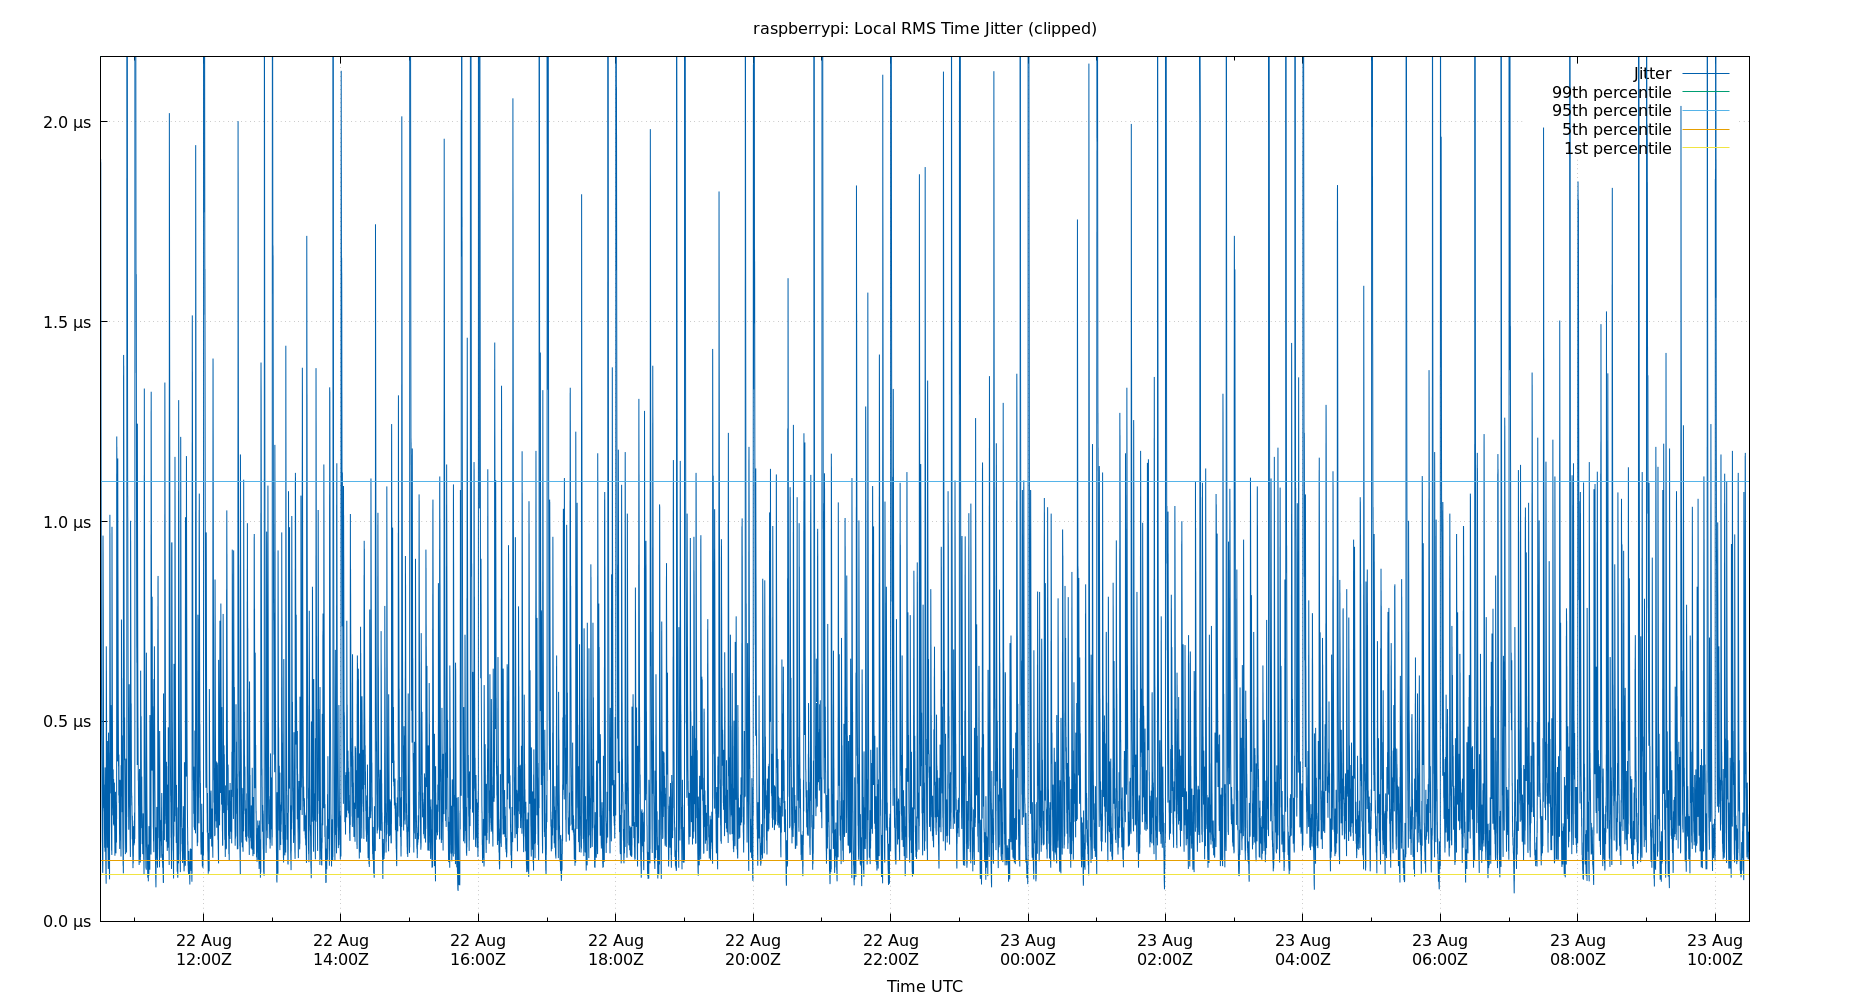 raspberrypi: Local RMS Time Jitter (clipped)
Jitter
99th percentile
95th percentile
5th percentile
1st percentile
2.0 μs
1.5 μs
1.0 μs
0.5 μs
0.0 μs
22 Aug 22 Aug 22 Aug 22 Aug 22 Aug 22 Aug 23 Aug 23 Aug 23 Aug 23 Aug 23 Aug 23 Aug
12:00Z 14:00Z 16:00Z 18:00Z 20:00Z 22:00Z 00:00Z 02:00Z 04:00Z 06:00Z 08:00Z 10:00Z
Time UTC